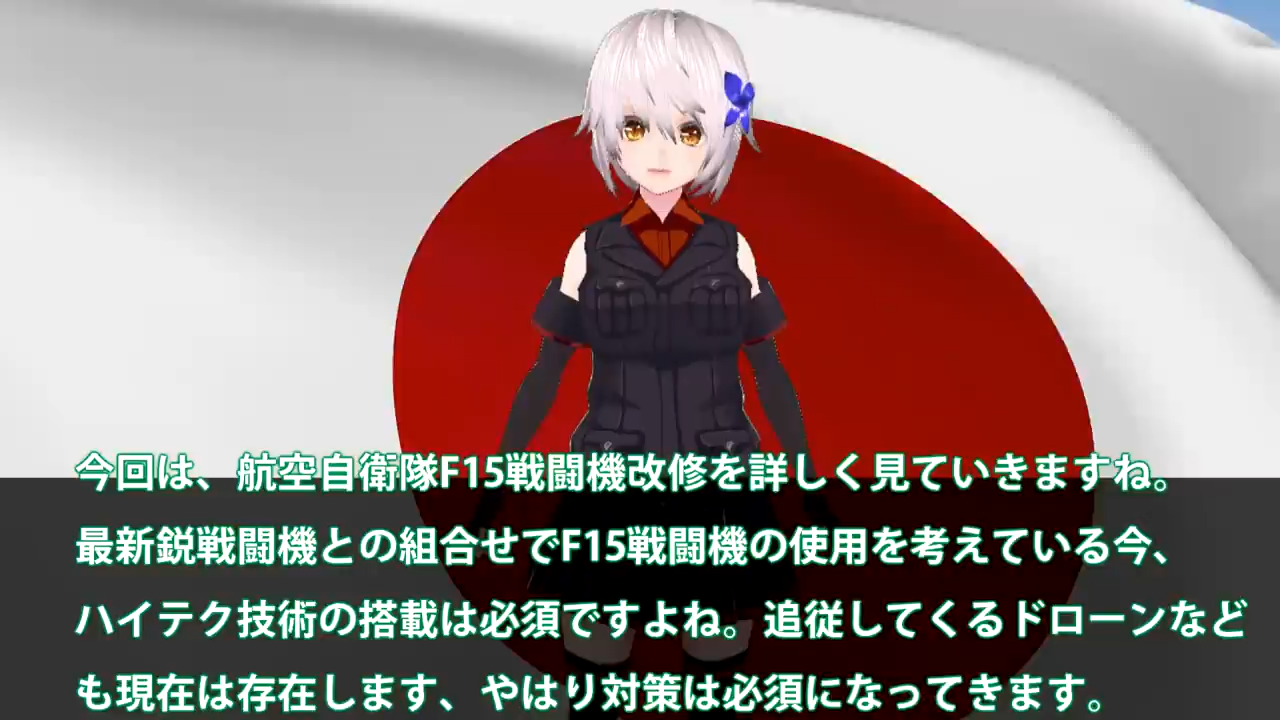 今回は、航空自衛隊F15戦闘機改修を詳しく見ていきますね。
最新鋭戦闘機との組合せでF15戦闘機の使用を考えている今、
ハイテク技術の搭載は必須ですよね。追従してくるドローンなど
も現在は存在します、やはり対策は必須になってきます。